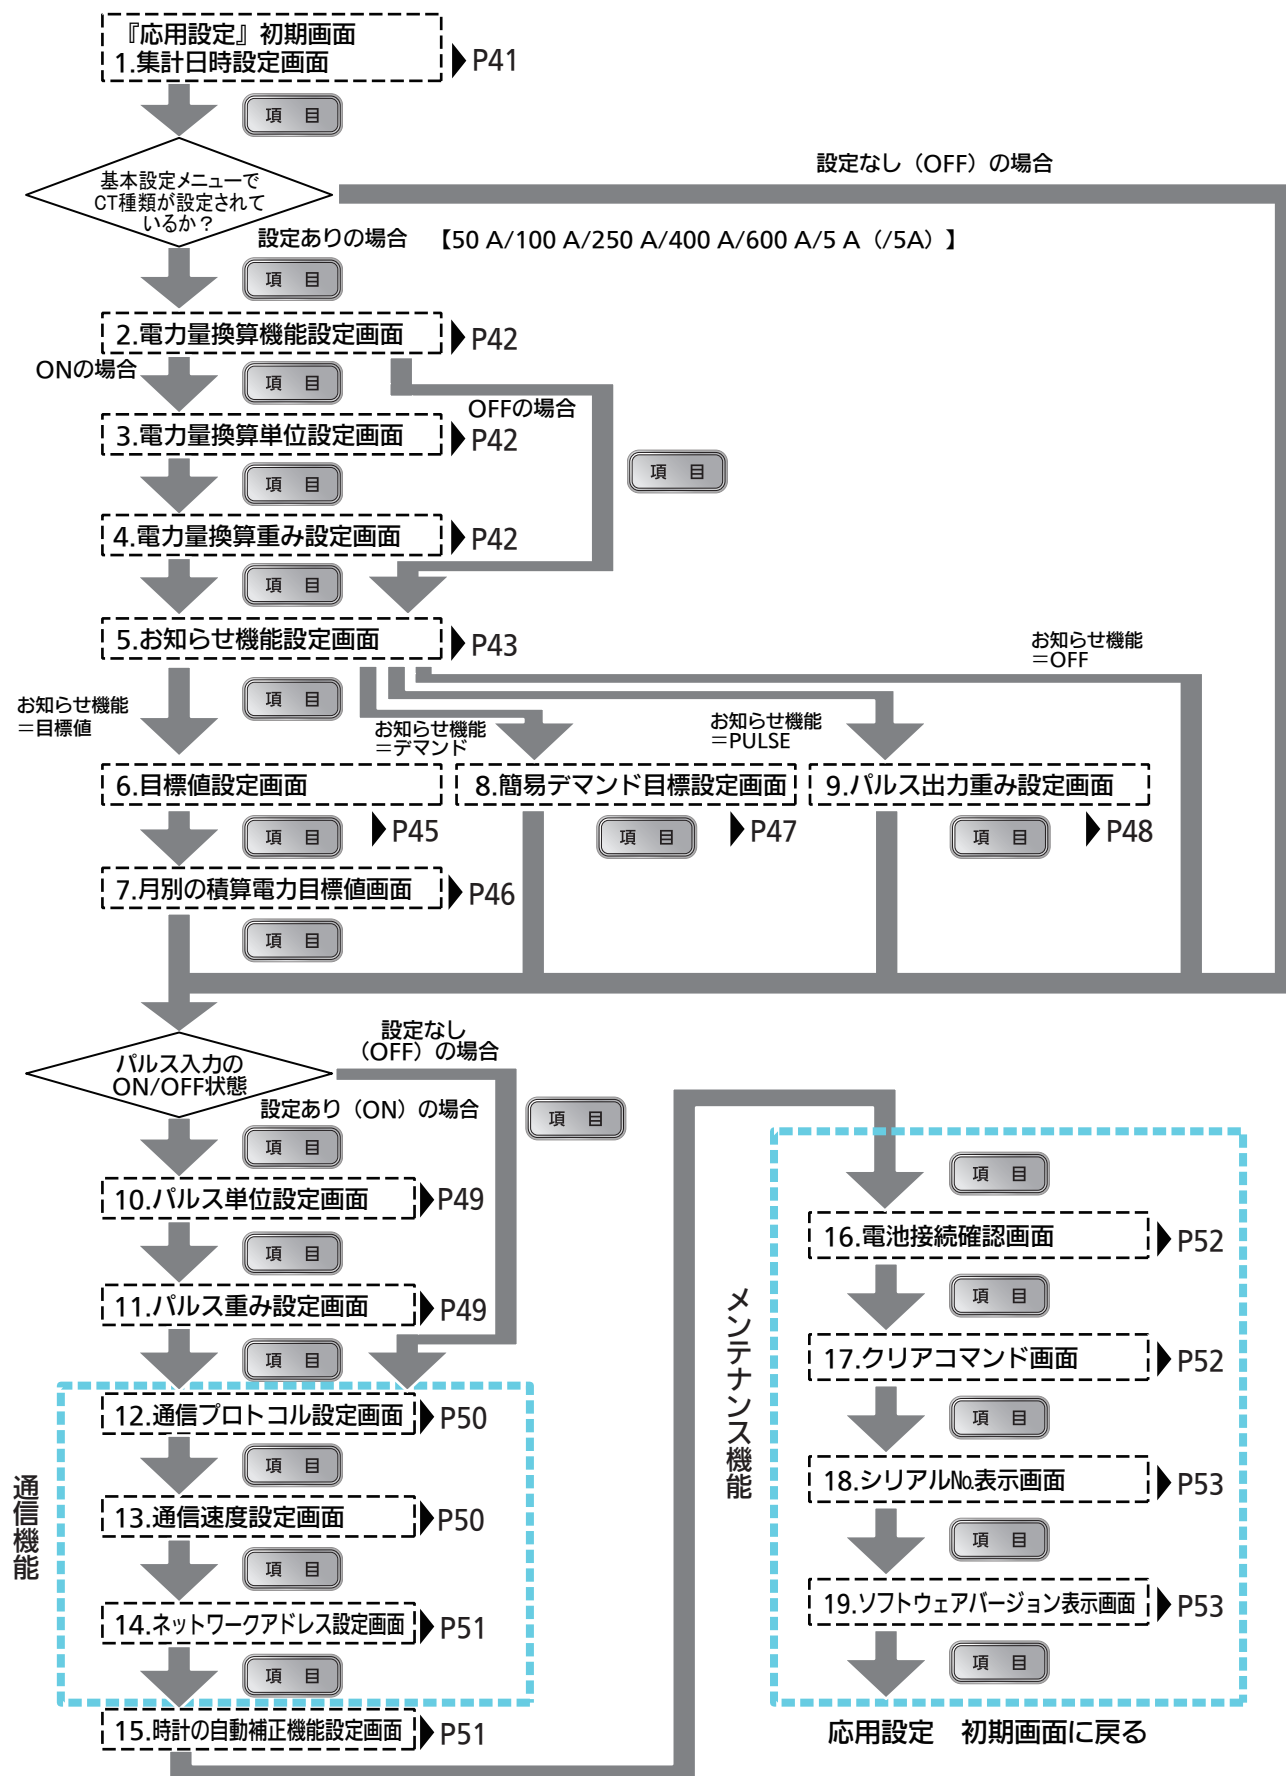 『応用設定』初期画面
1.集計日時設定画面
P41
項 目
基本設定メニューで
CT種類が設定されて
いるか？
設定なし（OFF）の場合
設定ありの場合 【50 A/100 A/250 A/400 A/600 A/5 A（/5A）】
項 目
2.電力量換算機能設定画面
P42
ONの場合
項 目
OFFの場合
3.電力量換算単位設定画面
P42
項 目
項 目
4.電力量換算重み設定画面
P42
項 目
5.お知らせ機能設定画面
P43
お知らせ機能
＝OFF
項 目
お知らせ機能
＝目標値
お知らせ機能
＝デマンド
お知らせ機能
＝PULSE
6.目標値設定画面
8.簡易デマンド目標設定画面
9.パルス出力重み設定画面
項 目
P45
項 目
P47
項 目
P48
7.月別の積算電力目標値画面
P46
項 目
設定なし
（OFF）の場合
パルス入力の
ON/OFF状態
設定あり（ON）の場合
項 目
項 目
10.パルス単位設定画面
P49
項 目
11.パルス重み設定画面
P49
項 目
通信機能
12.通信プロトコル設定画面
P50
項 目
13.通信速度設定画面
P50
項 目
14.ネットワークアドレス設定画面
P51
項 目
15.時計の自動補正機能設定画面
P51
メンテナンス機能
項 目
16.電池接続確認画面
P52
項 目
17.クリアコマンド画面
P52
項 目
18.シリアル№表示画面
P53
項 目
19.ソフトウェアバージョン表示画面
P53
項 目
応用設定 初期画面に戻る